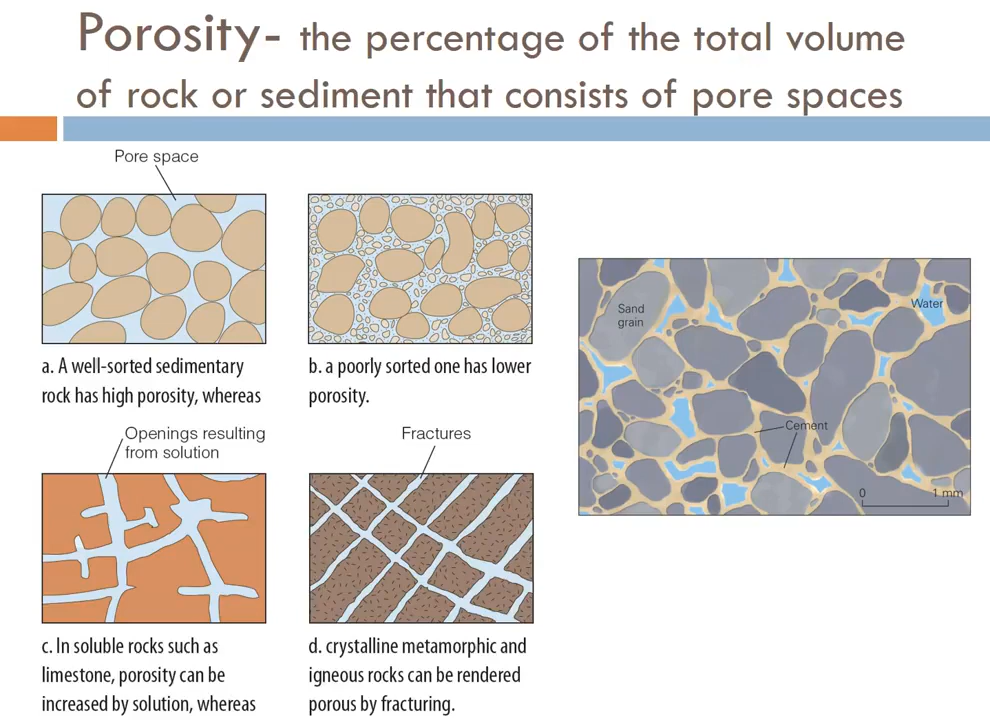 Porosity- the percentage of the total volume
of rock or sediment that consists of pore spaces
Pore space
a. A well-sorted sedimentary
rock has high porosity, whereas
b. a poorly sorted one has lower
porosity.
Openings resulting
from solution
c. In soluble rocks such as
limestone, porosity can be
increased by solution, whereas
Fractures
d. crystalline metamorphic and
igneous rocks can be rendered
porous by fracturing.
Sand
grain
Water
Cement
0 1 mm